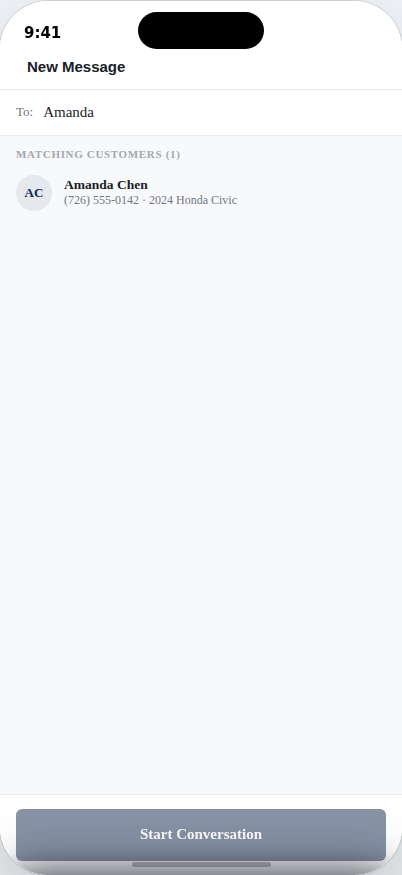 9:41
New Message
To: Amanda
MATCHING CUSTOMERS (1)
AC
Amanda Chen
(726) 555-0142 · 2024 Honda Civic
Start Conversation